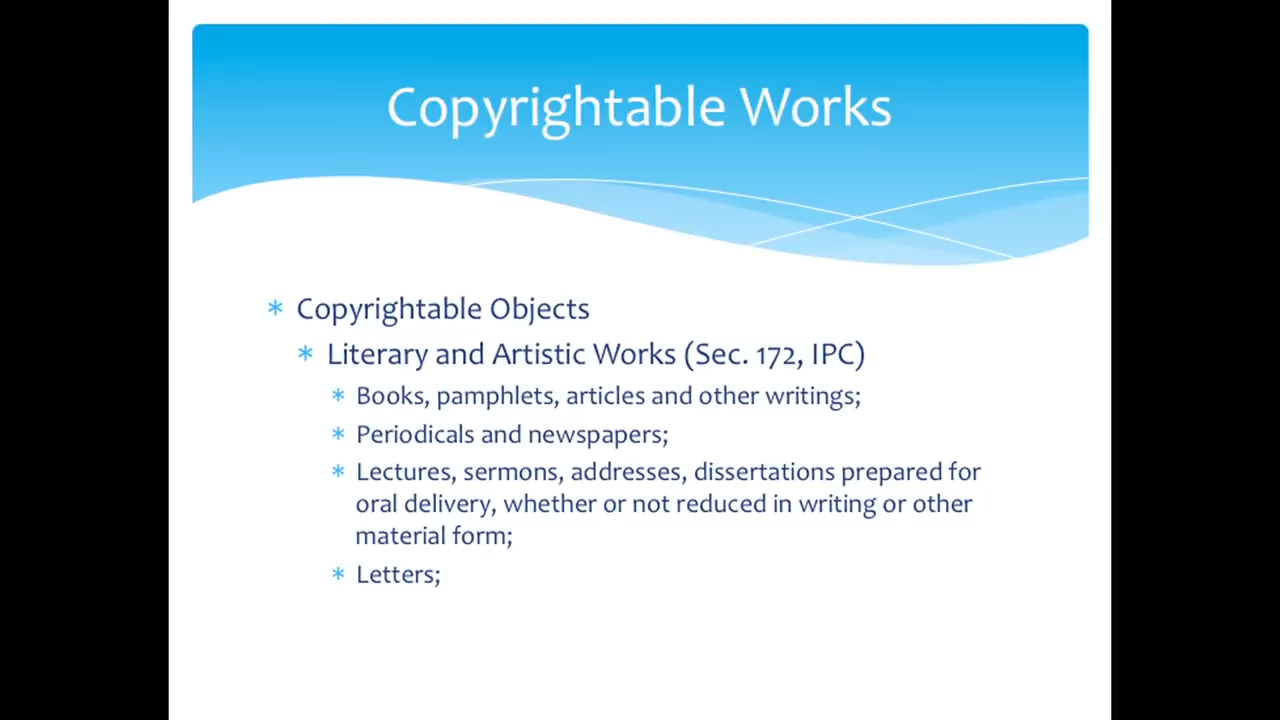 Copyrightable Works
* Copyrightable Objects
* Literary and Artistic Works (Sec. 172, IPC)
* Books, pamphlets, articles and other writings;
* Periodicals and newspapers;
* Lectures, sermons, addresses, dissertations prepared for
oral delivery, whether or not reduced in writing or other
material form;
* Letters;